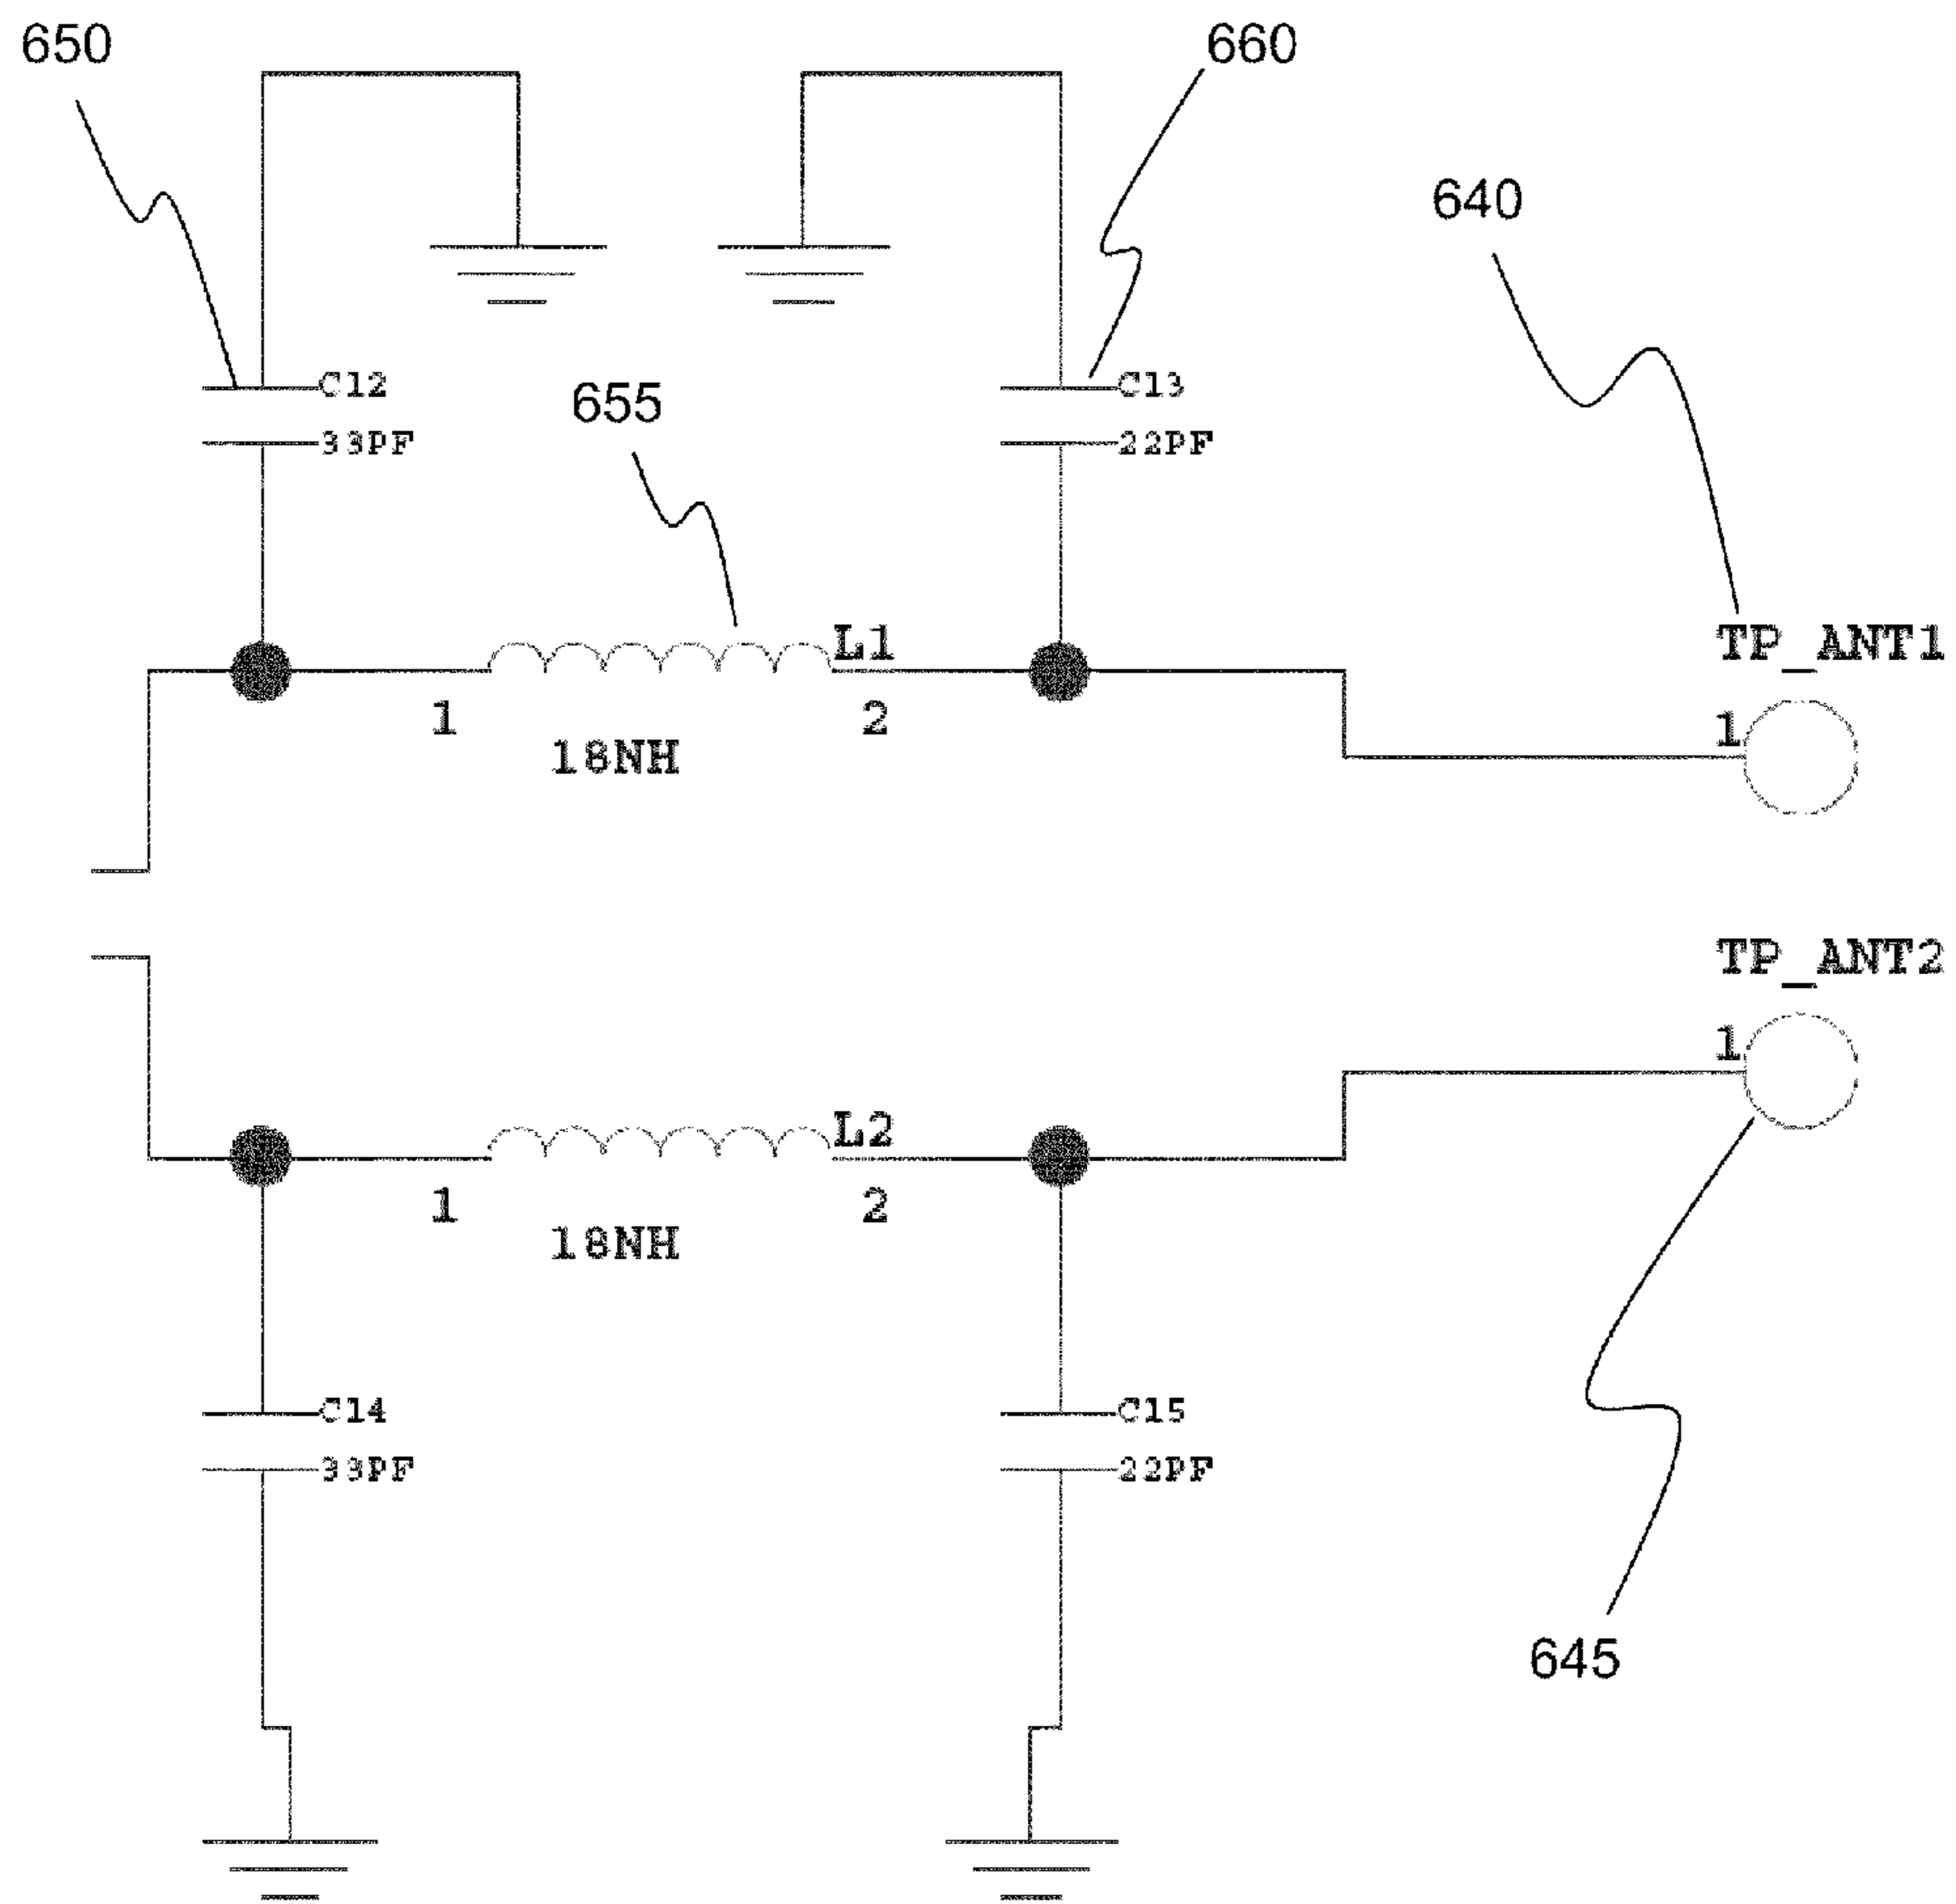 650
660
640
C12
33PF
655
C13
22PF
L1
1
2
18NH
TP_ANT1
1
TP_ANT2
1
L2
1
2
18NH
C14
33PF
C15
22PF
645